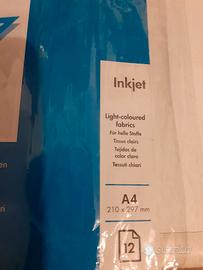 Inkjet
Light-coloured
fabrics
Für helle Stoffe
Tissus clairs
Tejidos de
color claro
Tessuti chiari
A4
210 x 297 mm
12